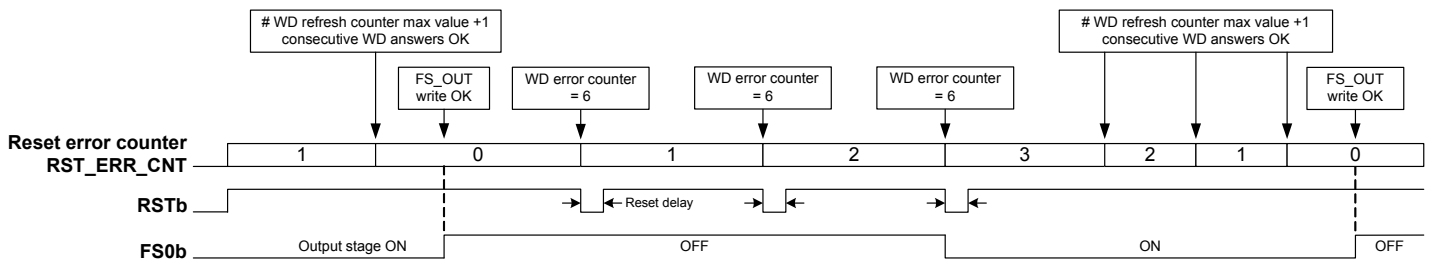 # WD refresh counter max value +1
consecutive WD answers OK
# WD refresh counter max value +1
consecutive WD answers OK
FS_OUT
write OK
WD error counter
= 6
WD error counter
= 6
WD error counter
= 6
FS_OUT
write OK
Reset error counter
RST_ERR_CNT
1 0 1 2 3 2 1 0
RSTb
Reset delay
FS0b
Output stage ON OFF ON OFF